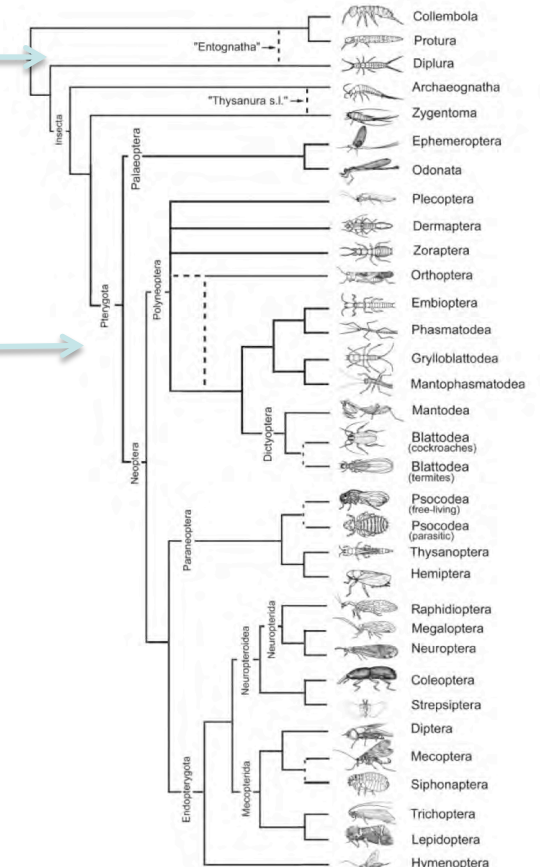 Collembola
"Entognatha"
Protura
Diplura
Archaeognatha
"Thysanura s.l."
Zygentoma
Insecta
Ephemeroptera
Palaeoptera
Odonata
Plecoptera
Dermaptera
Zoraptera
Polyneoptera
Orthoptera
Pterygota
Embioptera
Phasmatodea
Grylloblattodea
Mantophasmatodea
Mantodea
Dictyoptera
Blattodea
(cockroaches)
Blattodea
(termites)
Neoptera
Psocodea
(free-living)
Psocodea
(parasitic)
Paraneoptera
Thysanoptera
Hemiptera
Raphidioptera
Neuropterida
Megaloptera
Neuroptera
Neuropteroidea
Coleoptera
Strepsiptera
Diptera
Mecoptera
Siphonaptera
Mecopterida
Endopterygota
Trichoptera
Lepidoptera
Hymenoptera